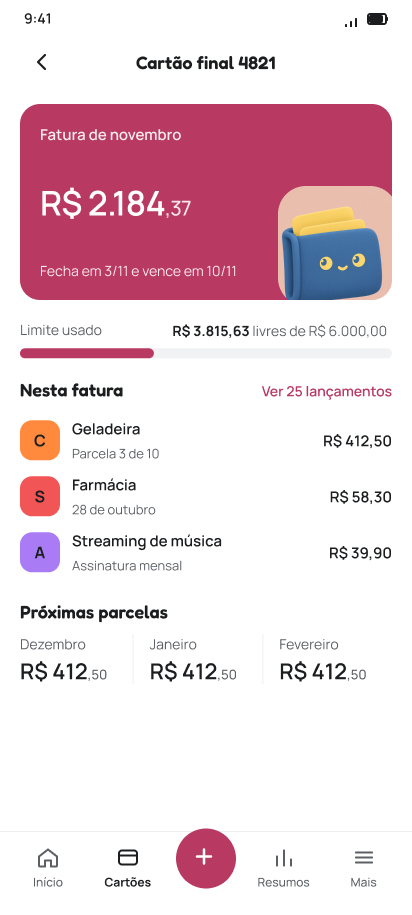 9:41
Cartão final 4821
Fatura de novembro
R$ 2.184,37
Fecha em 3/11 e vence em 10/11
Limite usado
R$ 3.815,63 livres de R$ 6.000,00
Nesta fatura
Ver 25 lançamentos
C
Geladeira
Parcela 3 de 10
R$ 412,50
S
Farmácia
28 de outubro
R$ 58,30
A
Streaming de música
Assinatura mensal
R$ 39,90
Próximas parcelas
Dezembro
R$ 412,50
Janeiro
R$ 412,50
Fevereiro
R$ 412,50
Início
Cartões
Resumos
Mais